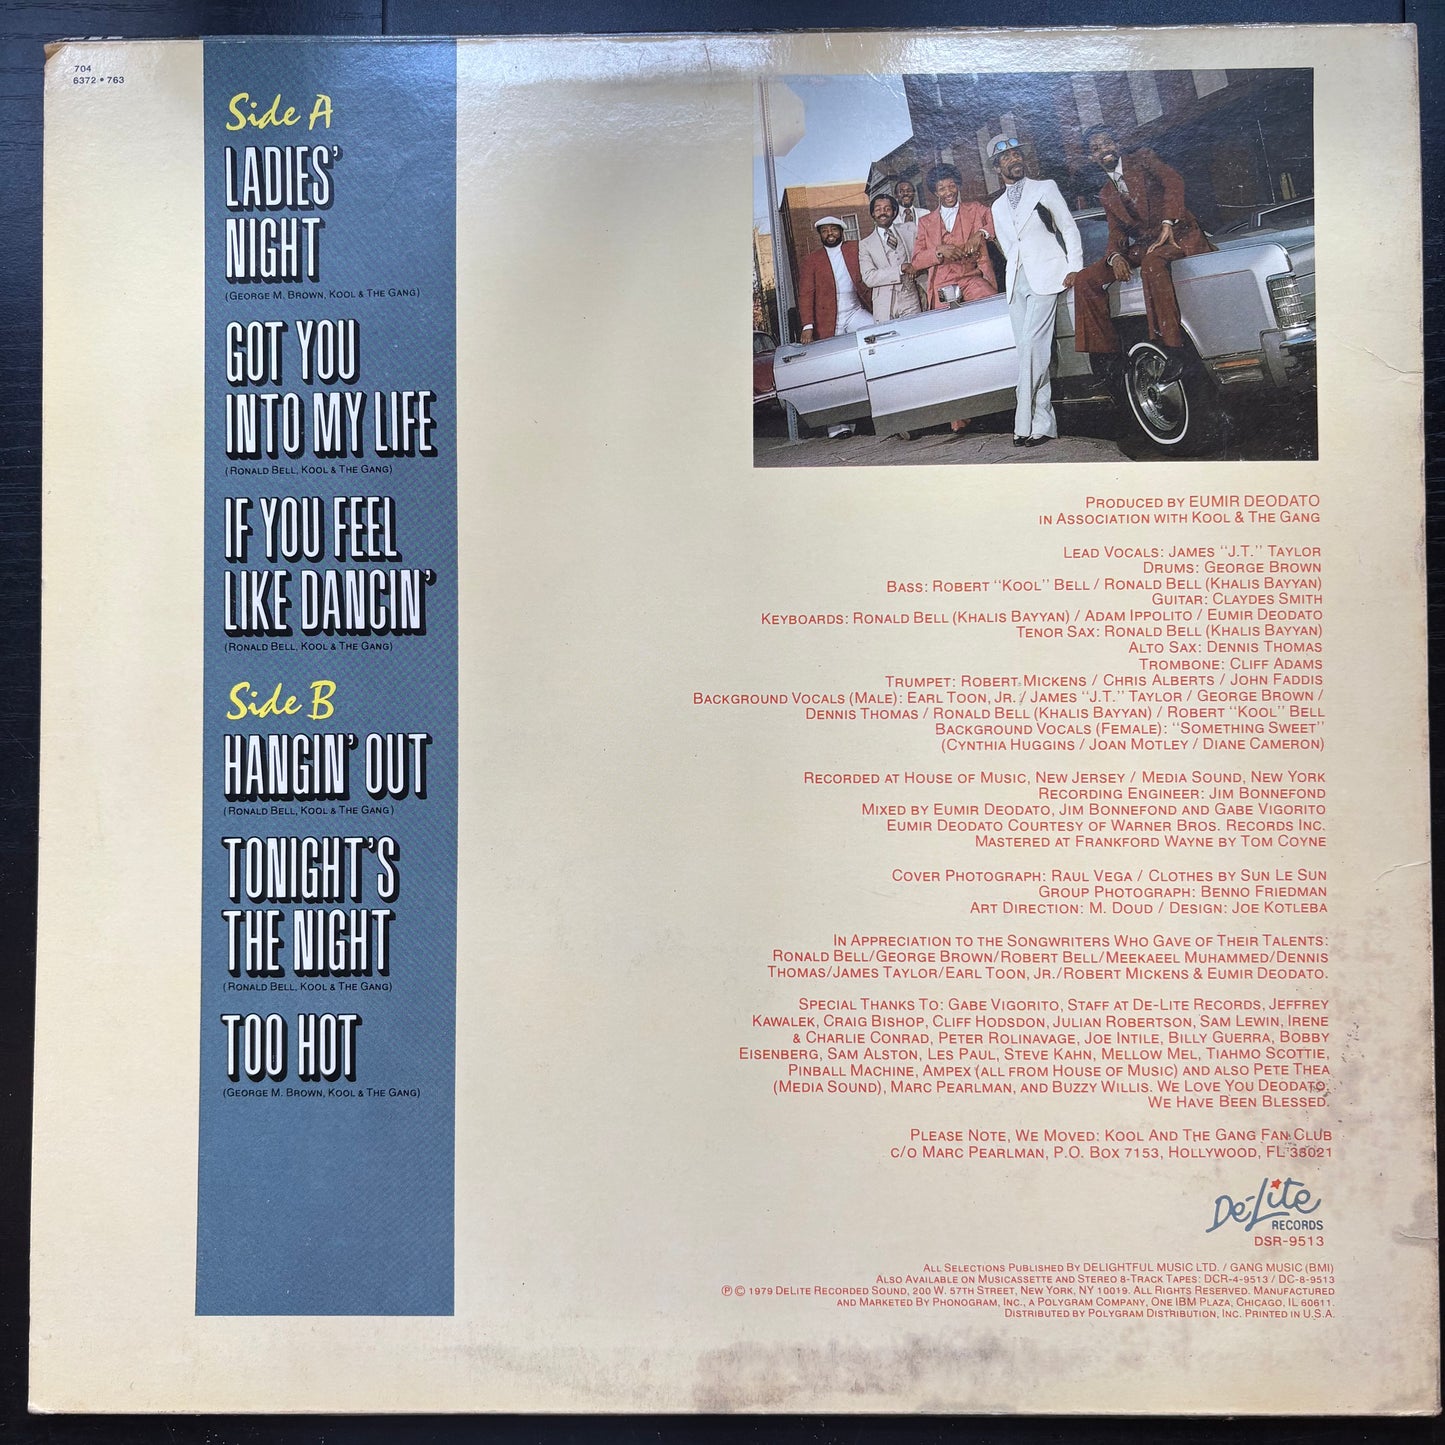 704
6372 • 763
Side A
LADIES'
NIGHT
(GEORGE M. BROWN, KOOL & THE GANG)
GOT YOU
INTO MY LIFE
(RONALD BELL, KOOL & THE GANG)
IF YOU FEEL
LIKE DANCIN'
(RONALD BELL, KOOL & THE GANG)
Side B
HANGIN' OUT
(RONALD BELL, KOOL & THE GANG)
TONIGHT'S
THE NIGHT
(RONALD BELL, KOOL & THE GANG)
TOO HOT
(GEORGE M. BROWN, KOOL & THE GANG)
PRODUCED BY EUMIR DEODATO
IN ASSOCIATION WITH KOOL & THE GANG
LEAD VOCALS: JAMES "J.T." TAYLOR
DRUMS: GEORGE BROWN
BASS: ROBERT "KOOL" BELL / RONALD BELL (KHALIS BAYYAN)
GUITAR: CLAYDES SMITH
KEYBOARDS: RONALD BELL (KHALIS BAYYAN) / ADAM IPPOLITO / EUMIR DEODATO
TENOR SAX: RONALD BELL (KHALIS BAYYAN)
ALTO SAX: DENNIS THOMAS
TROMBONE: CLIFF ADAMS
TRUMPET: ROBERT MICKENS / CHRIS ALBERTS / JOHN FADDIS
BACKGROUND VOCALS (MALE): EARL TOON, JR. / JAMES "J.T." TAYLOR / GEORGE BROWN /
DENNIS THOMAS / RONALD BELL (KHALIS BAYYAN) / ROBERT "KOOL" BELL
BACKGROUND VOCALS (FEMALE): "SOMETHING SWEET"
(CYNTHIA HUGGINS / JOAN MOTLEY / DIANE CAMERON)
RECORDED AT HOUSE OF MUSIC, NEW JERSEY / MEDIA SOUND, NEW YORK
RECORDING ENGINEER: JIM BONNEFOND
MIXED BY EUMIR DEODATO, JIM BONNEFOND AND GABE VIGORITO
EUMIR DEODATO COURTESY OF WARNER BROS. RECORDS INC.
MASTERED AT FRANKFORD WAYNE BY TOM COYNE
COVER PHOTOGRAPH: RAUL VEGA / CLOTHES BY SUN LE SUN
GROUP PHOTOGRAPH: BENNO FRIEDMAN
ART DIRECTION: M. DOUD / DESIGN: JOE KOTLEBA
IN APPRECIATION TO THE SONGWRITERS WHO GAVE OF THEIR TALENTS:
RONALD BELL/GEORGE BROWN/ROBERT BELL/MEEKAEEL MUHAMMED/DENNIS
THOMAS/JAMES TAYLOR/EARL TOON, JR./ROBERT MICKENS & EUMIR DEODATO.
SPECIAL THANKS TO: GABE VIGORITO, STAFF AT DE-LITE RECORDS, JEFFREY
KAWALEK, CRAIG BISHOP, CLIFF HODSDON, JULIAN ROBERTSON, SAM LEWIN, IRENE
& CHARLIE CONRAD, PETER ROLINAVAGE, JOE INTILE, BILLY GUERRA, BOBBY
EISENBERG, SAM ALSTON, LES PAUL, STEVE KAHN, MELLOW MEL, TIAHMO SCOTTIE,
PINBALL MACHINE, AMPEX (ALL FROM HOUSE OF MUSIC) AND ALSO PETE THEA
(MEDIA SOUND), MARC PEARLMAN, AND BUZZY WILLIS. WE LOVE YOU DEODATO,
WE HAVE BEEN BLESSED.
PLEASE NOTE, WE MOVED: KOOL AND THE GANG FAN CLUB
C/O MARC PEARLMAN, P.O. BOX 7153, HOLLYWOOD, FL 33021
De-Lite
RECORDS
DSR-9513
ALL SELECTIONS PUBLISHED BY DELIGHTFUL MUSIC LTD. / GANG MUSIC (BMI)
ALSO AVAILABLE ON MUSICASSETTE AND STEREO 8-TRACK TAPES: DCR-4-9513 / DC-8-9513
℗ © 1979 DELITE RECORDED SOUND, 200 W. 57TH STREET, NEW YORK, NY 10019. ALL RIGHTS RESERVED. MANUFACTURED
AND MARKETED BY PHONOGRAM, INC., A POLYGRAM COMPANY, ONE IBM PLAZA, CHICAGO, IL 60611.
DISTRIBUTED BY POLYGRAM DISTRIBUTION, INC. PRINTED IN U.S.A.